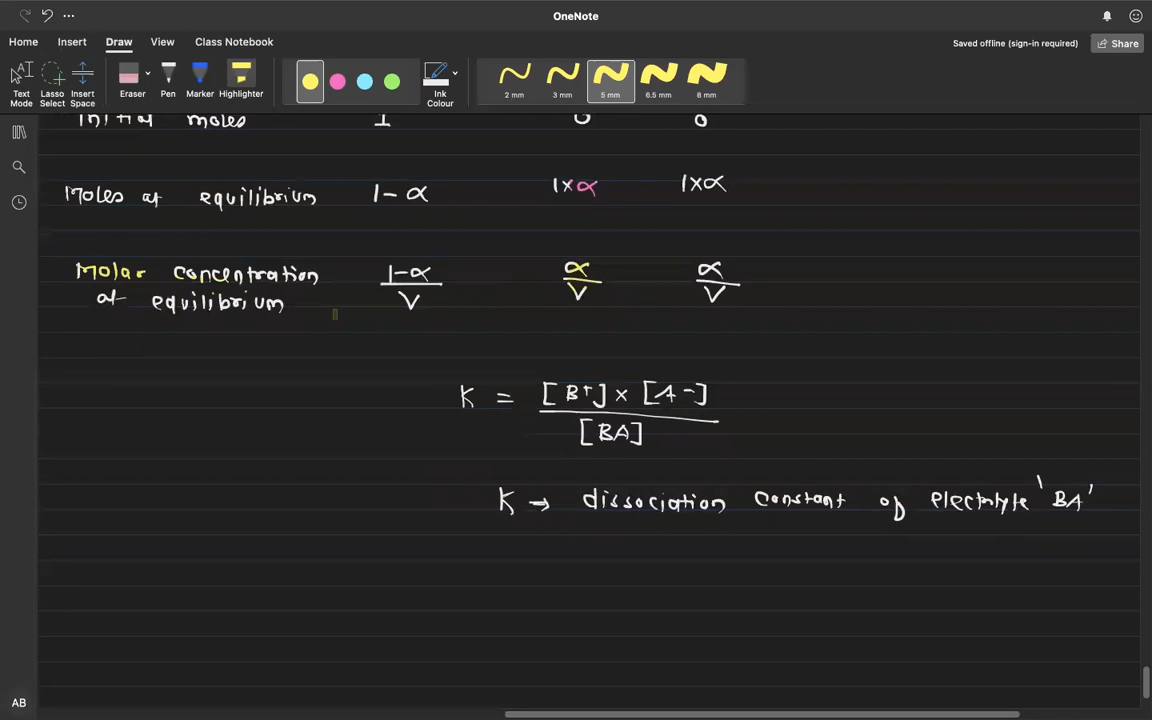 OneNote
Home Insert Draw View Class Notebook
Saved offline (sign-in required) Share
Text Mode Lasso Select Insert Space Eraser Pen Marker Highlighter Ink Colour 2 mm 3 mm 5 mm 6.5 mm 8 mm
Initial moles 1 0 0
Moles at equilibrium 1-α 1×α 1×α
Molar concentration 1-α/V α/V α/V
at equilibrium
K = [B+] × [A-] / [BA]
K → dissociation constant of electrolyte 'BA'
AB